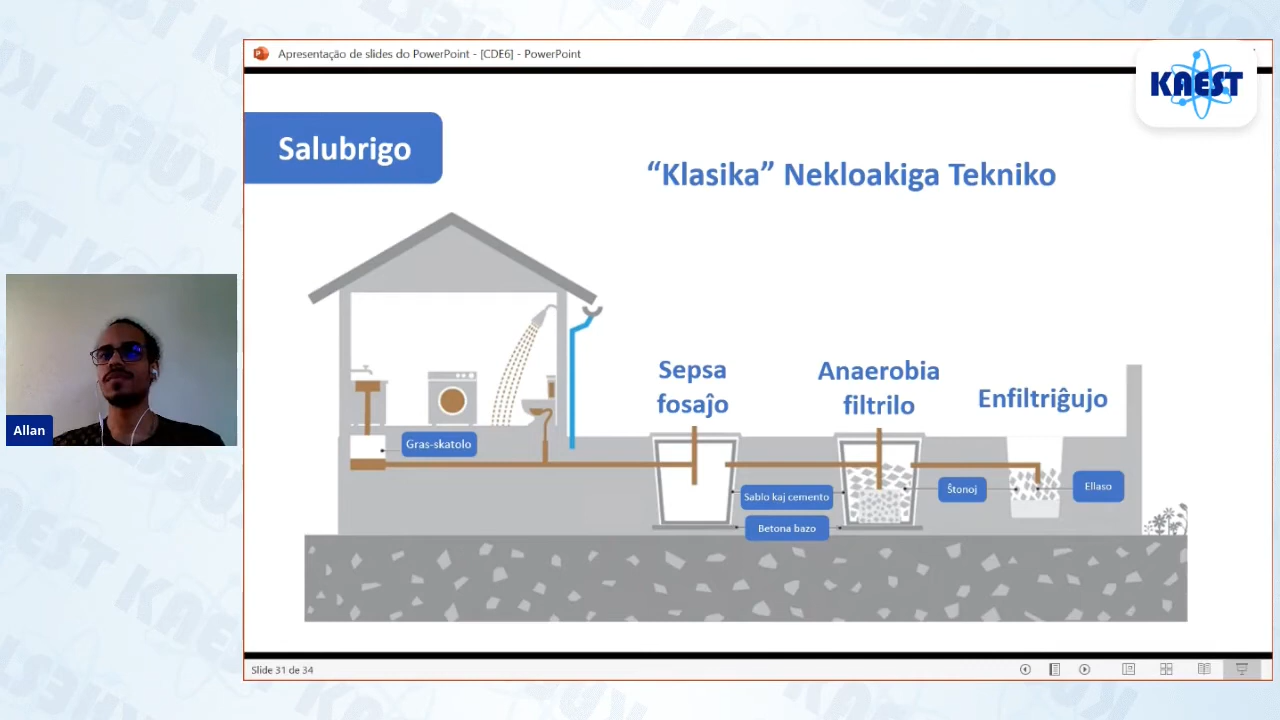 Apresentação de slides do PowerPoint - [CDE6] - PowerPoint
KAEST
Salubrigo
“Klasika” Nekloakiga Tekniko
Sepsa
fosaĵo
Anaerobia
filtrilo
Enfiltriĝujo
Gras-skatolo
Sablo kaj cemento
Ŝtonoj
Ellaso
Betona bazo
Allan
Slide 31 de 34